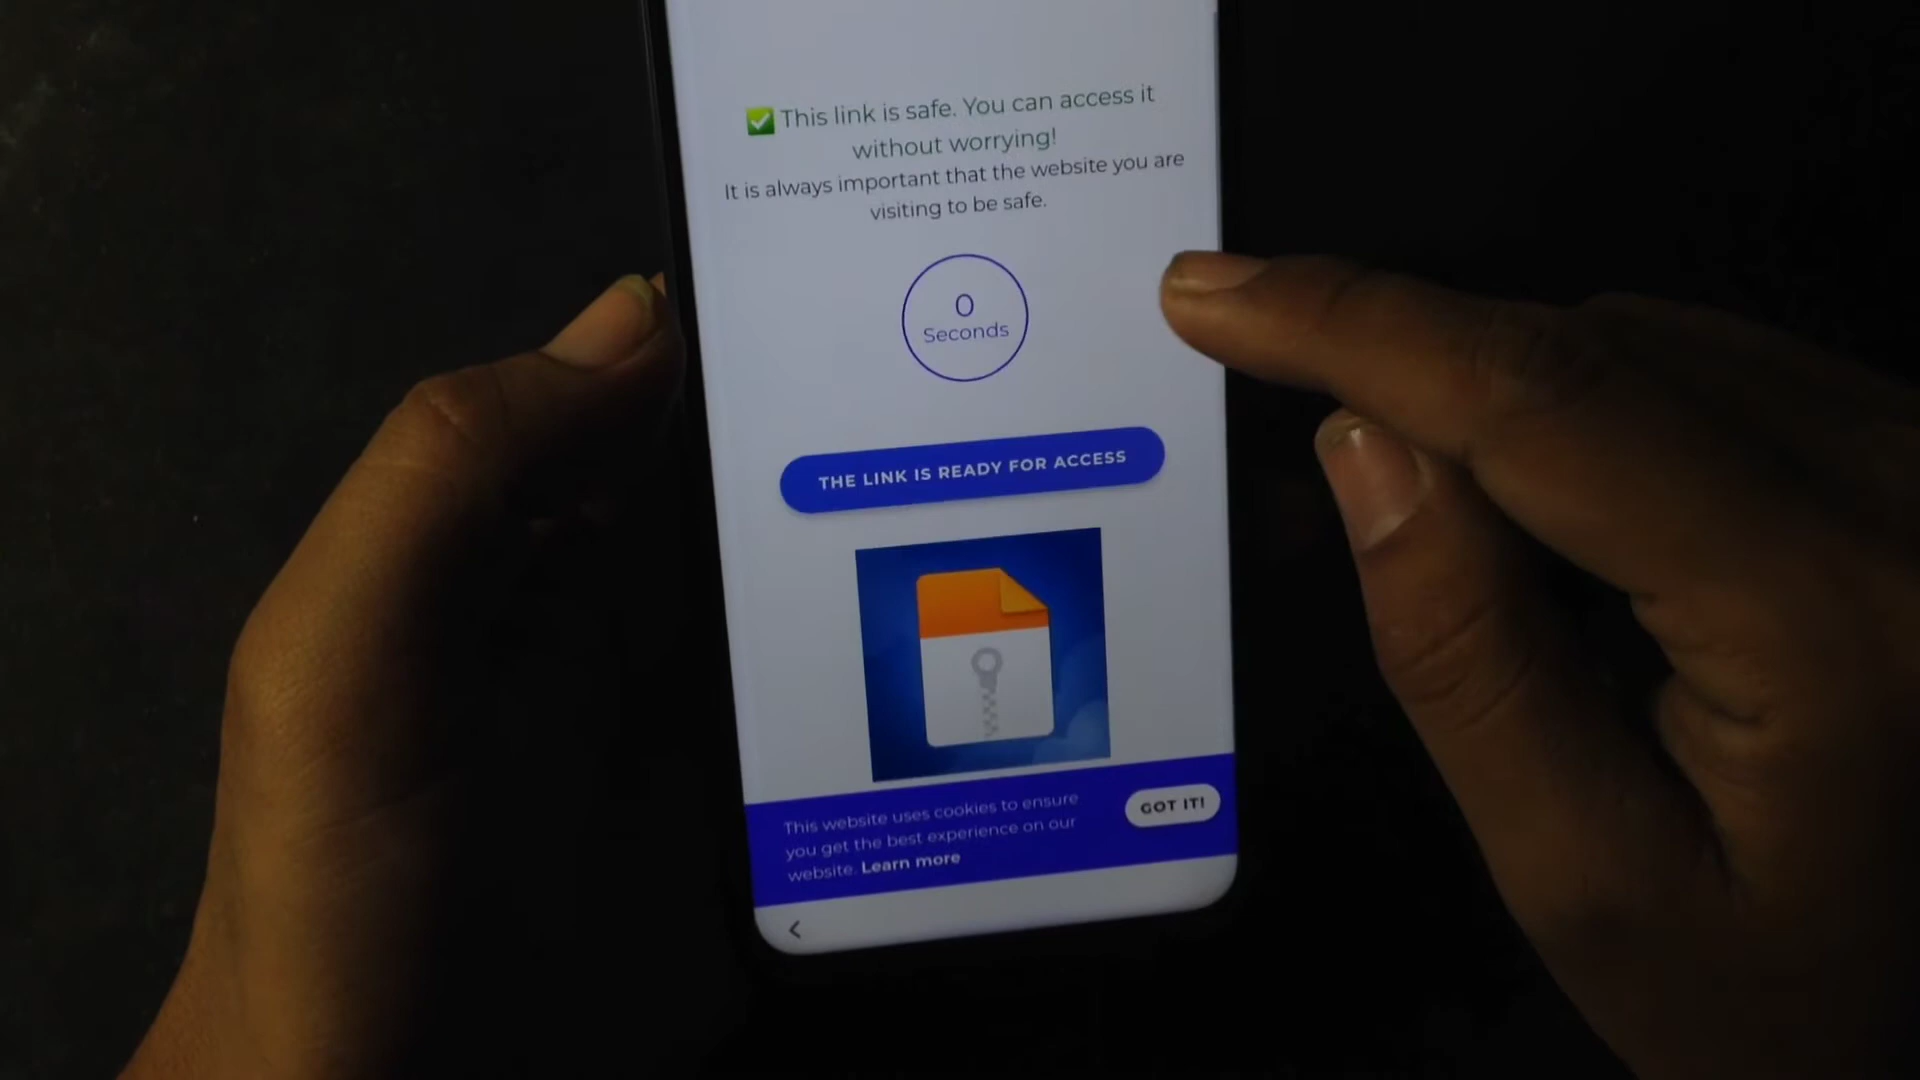 ✅ This link is safe. You can access it
without worrying!
It is always important that the website you are
visiting to be safe.
0
Seconds
THE LINK IS READY FOR ACCESS
This website uses cookies to ensure
you get the best experience on our
website. Learn more
GOT IT!